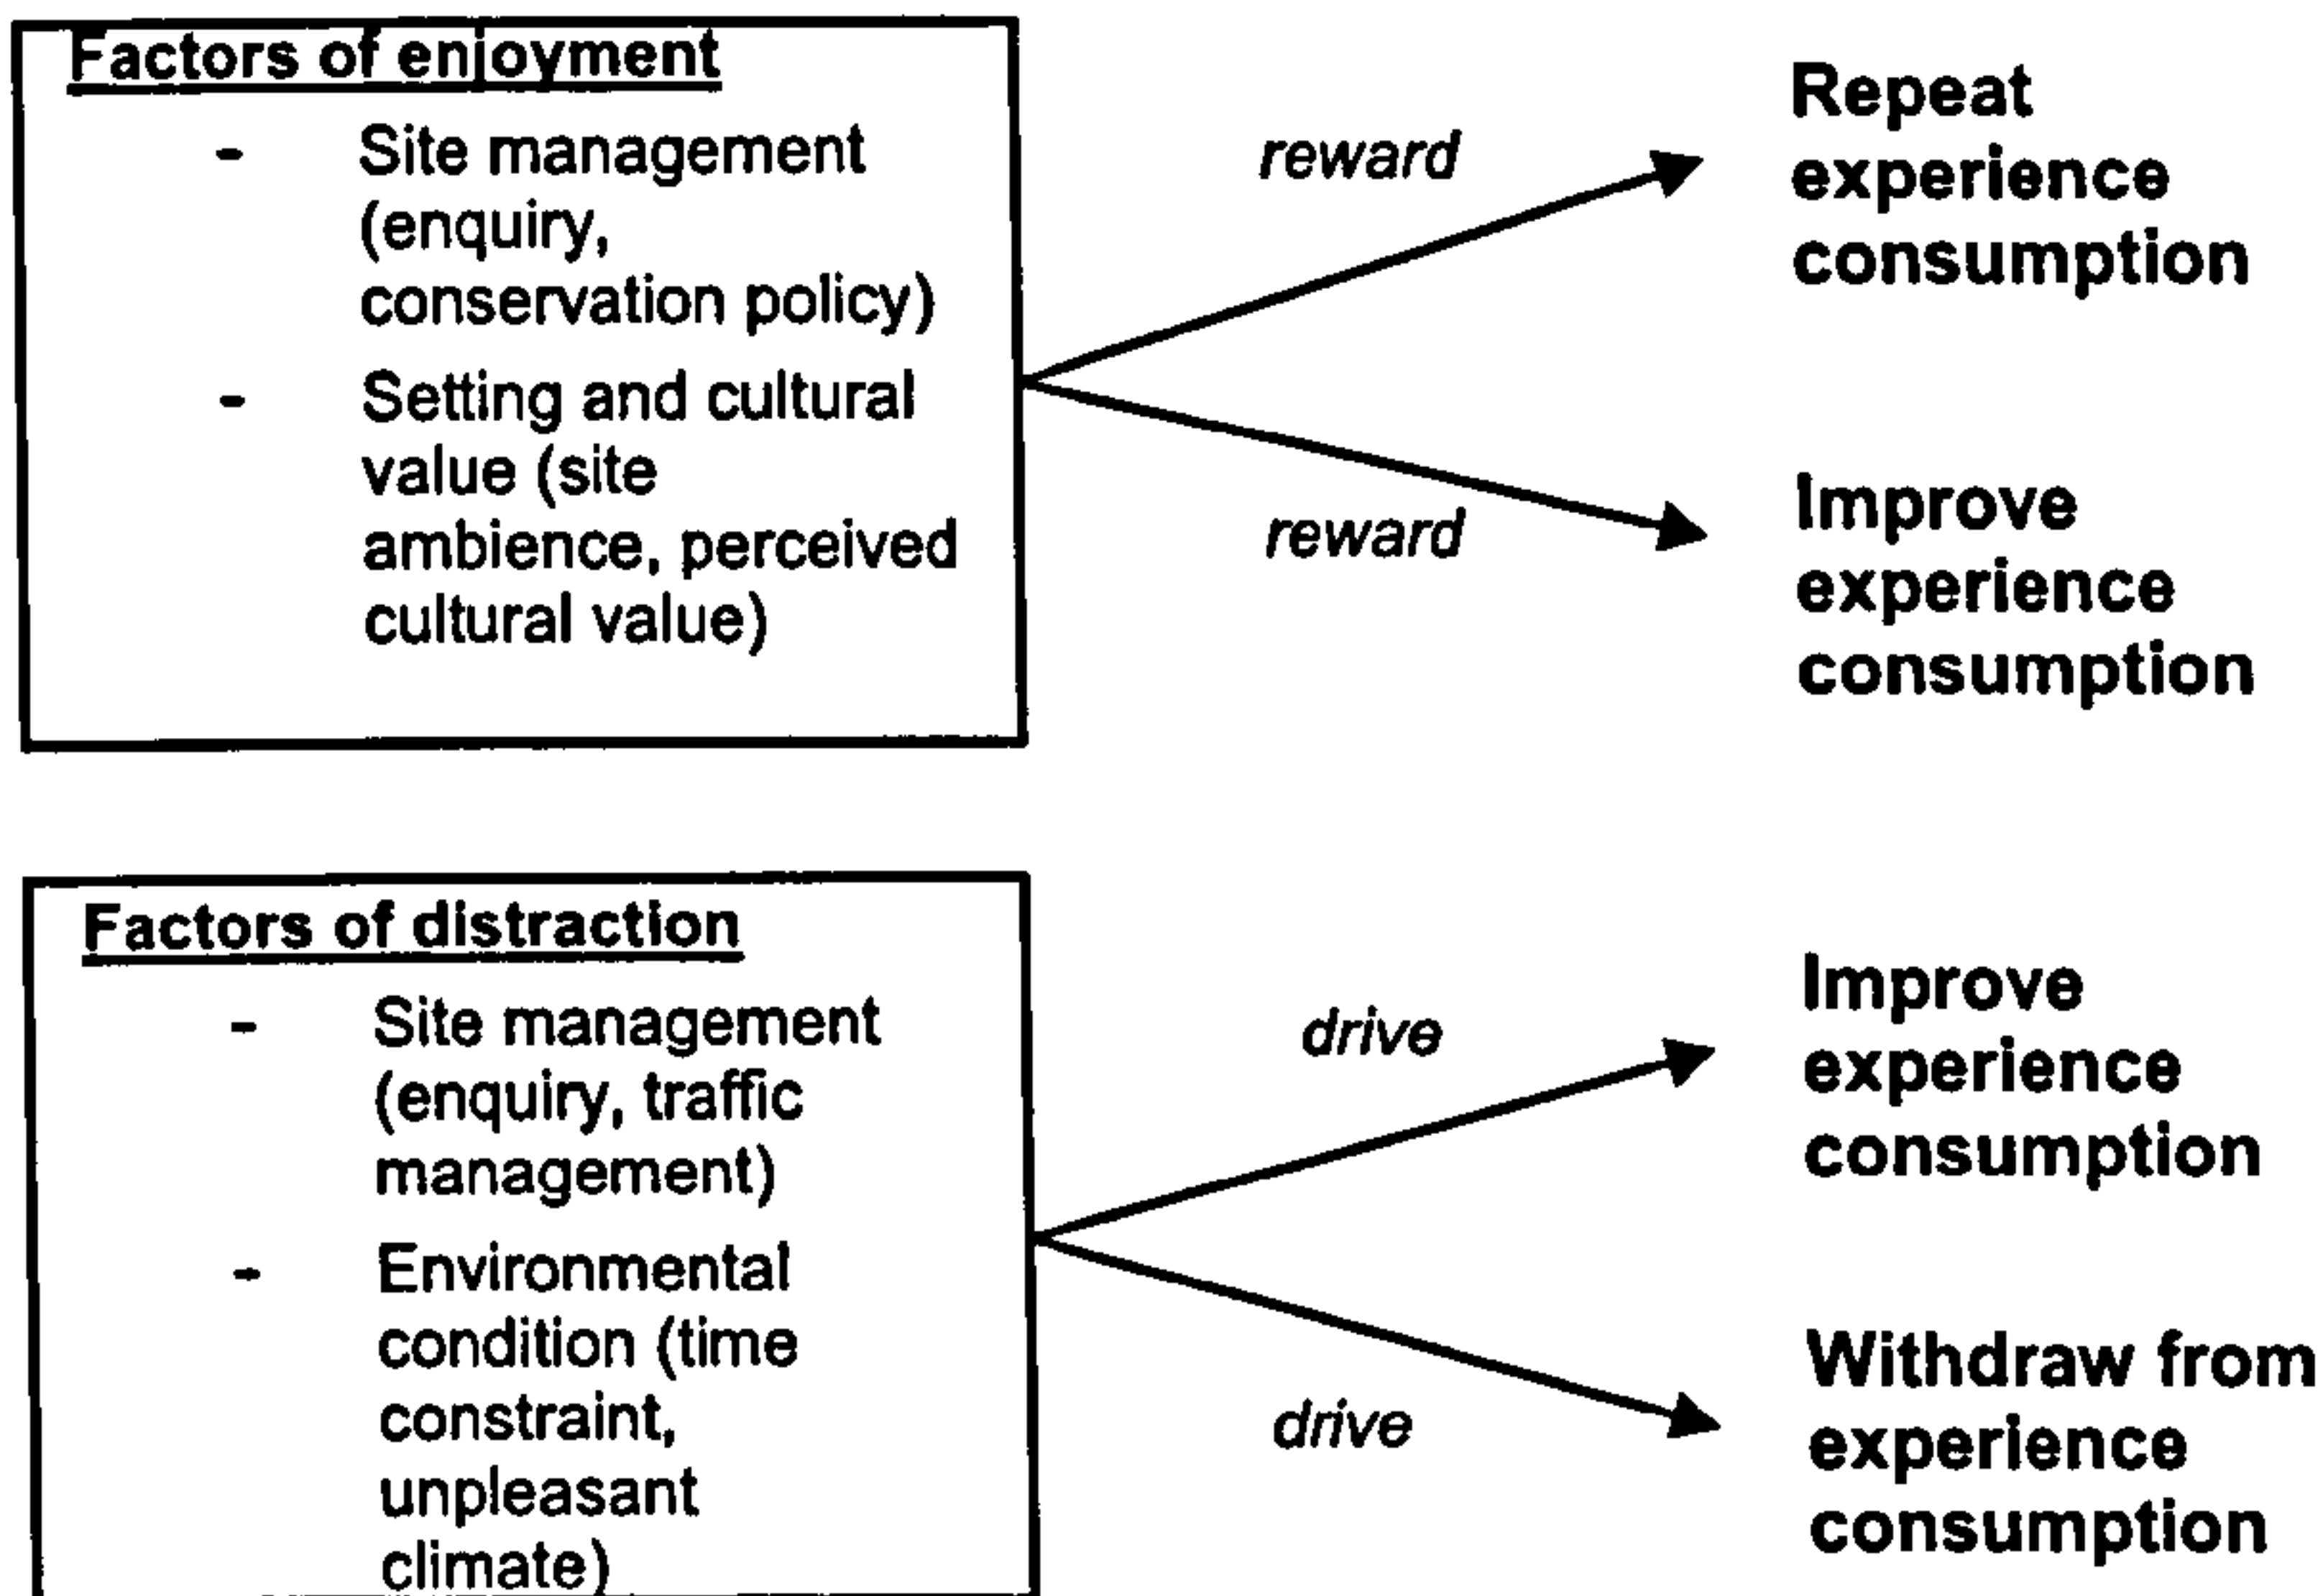 Factors of enjoyment
- Site management
(enquiry,
conservation policy)
- Setting and cultural
value (site
ambience, perceived
cultural value)
reward
reward
Repeat
experience
consumption
Improve
experience
consumption
Factors of distraction
- Site management
(enquiry, traffic
management)
- Environmental
condition (time
constraint,
unpleasant
climate)
drive
drive
Improve
experience
consumption
Withdraw from
experience
consumption